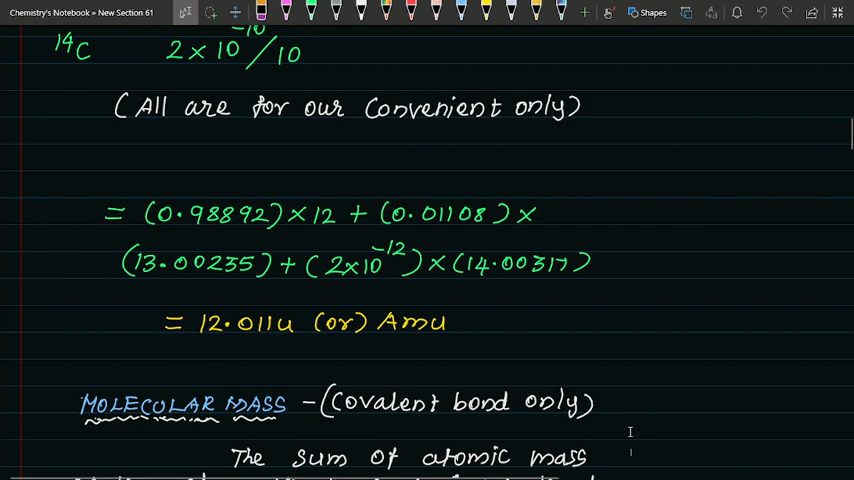 Chemistry's Notebook » New Section 61
Shapes
14C 2 × 10^-10/10
(All are for our Convenient only)
= (0.98892) × 12 + (0.01108) ×
(13.00235) + (2×10^-12) × (14.00317)
= 12.011u (or) Amu
MOLECULAR MASS - (Covalent bond only)
The sum of atomic mass